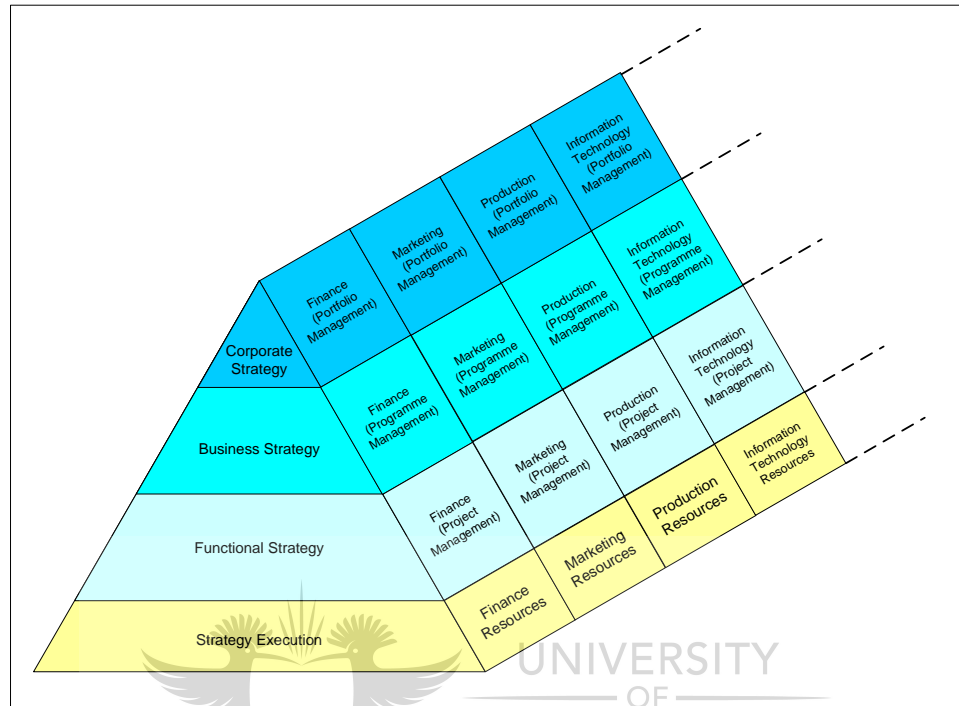 Corporate
Strategy
Finance
(Portfolio
Management)
Marketing
(Portfolio
Management)
Production
(Portfolio
Management)
Information
Technology
(Portfolio
Management)
Business Strategy
Finance
(Programme
Management)
Marketing
(Programme
Management)
Production
(Programme
Management)
Information
Technology
(Programme
Management)
Functional Strategy
Finance
(Project
Management)
Marketing
(Project
Management)
Production
(Project
Management)
Information
Technology
(Project
Management)
Strategy Execution
Finance
Resources
Marketing
Resources
Production
Resources
Information
Technology
Resources
UNIVERSITY
OF